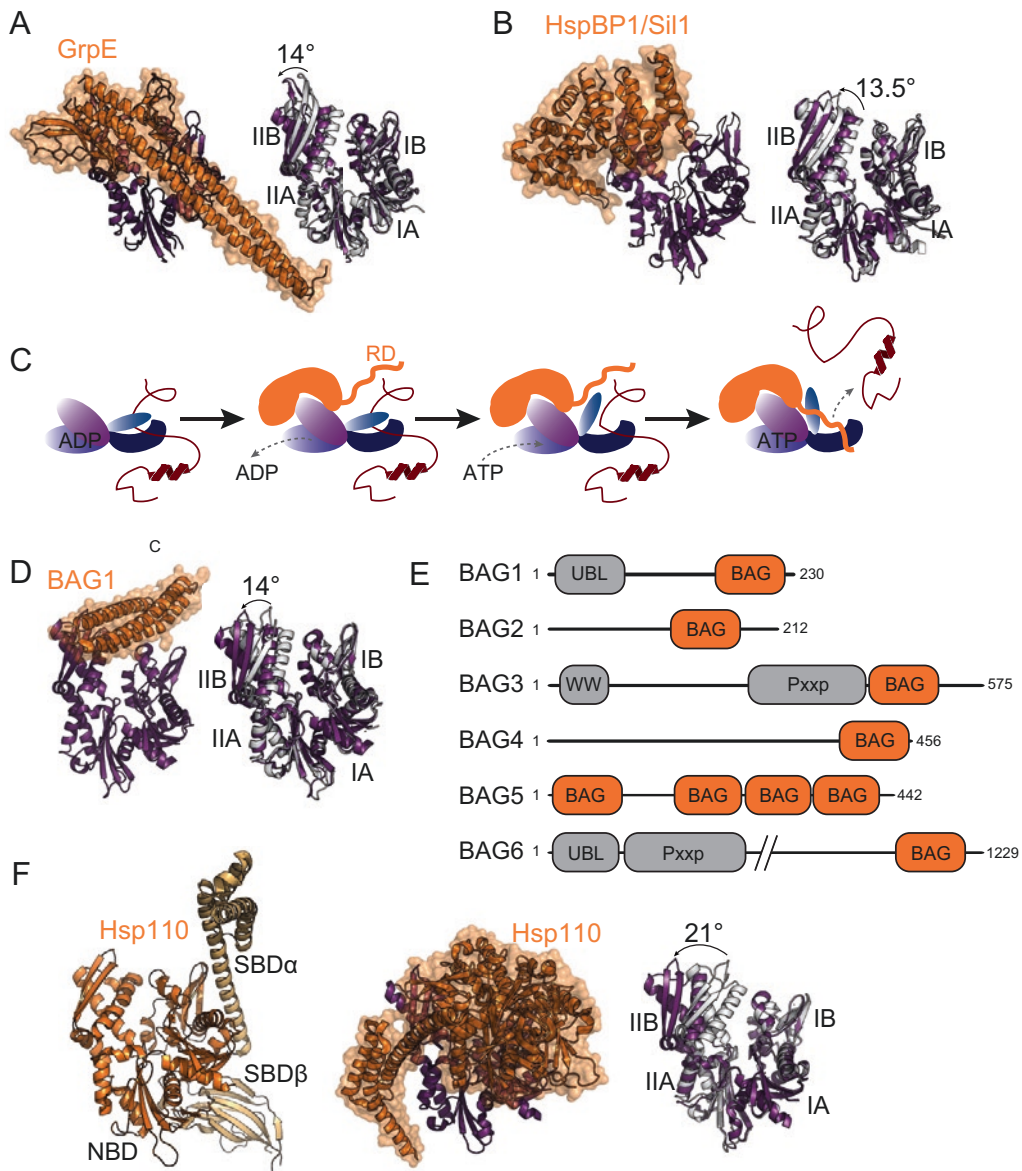 A
GrpE
14°
IIB
IB
IIA
IA
B
HspBP1/Sil1
13.5°
IIB
IB
IIA
IA
C
RD
ADP
ADP
ATP
ATP
C
D
BAG1
14°
IIB
IB
IIA
IA
E
BAG1 1 UBL BAG 230
BAG2 1 BAG 212
BAG3 1 WW Pxxp BAG 575
BAG4 1 BAG 456
BAG5 1 BAG BAG BAG BAG 442
BAG6 1 UBL Pxxp BAG 1229
F
Hsp110
SBDα
SBDβ
NBD
Hsp110
21°
IIB
IB
IIA
IA